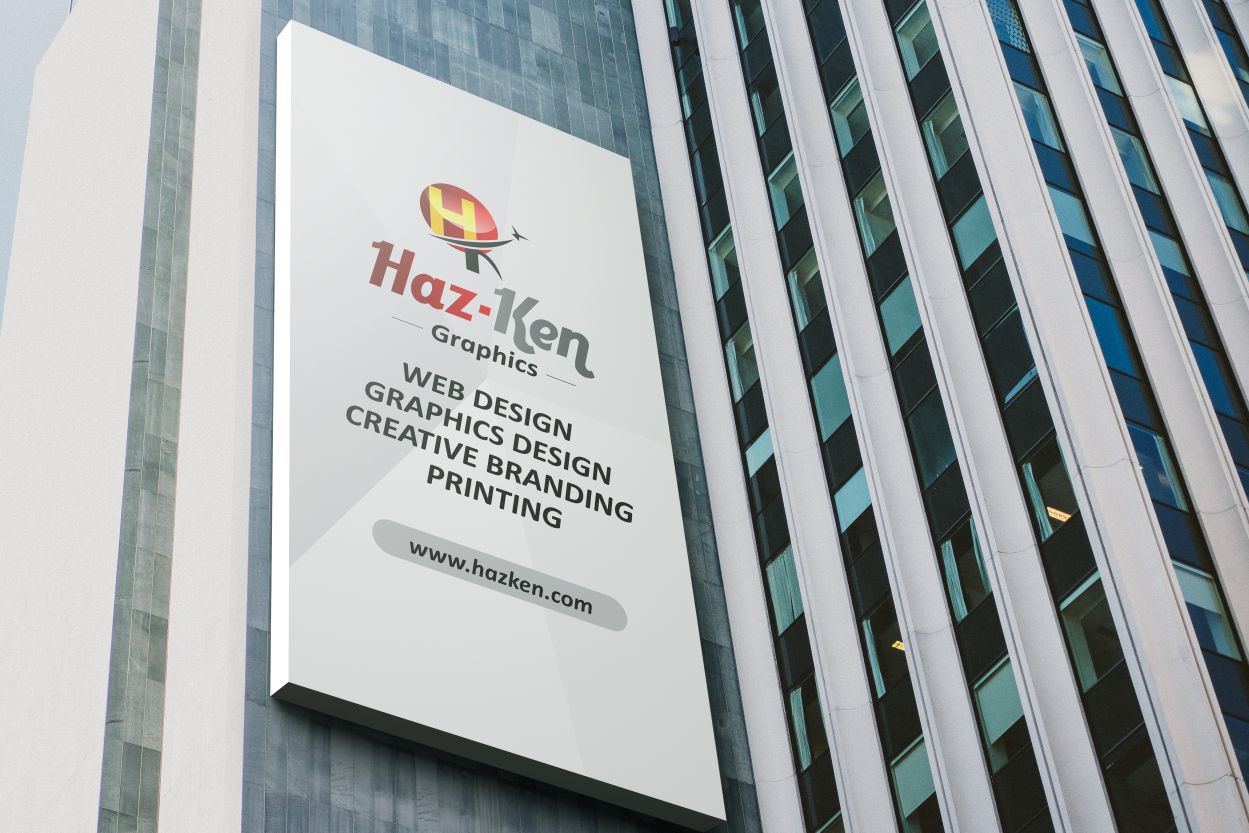 H
Haz-Ken
Graphics
WEB DESIGN
GRAPHICS DESIGN
CREATIVE BRANDING
PRINTING
www.hazken.com